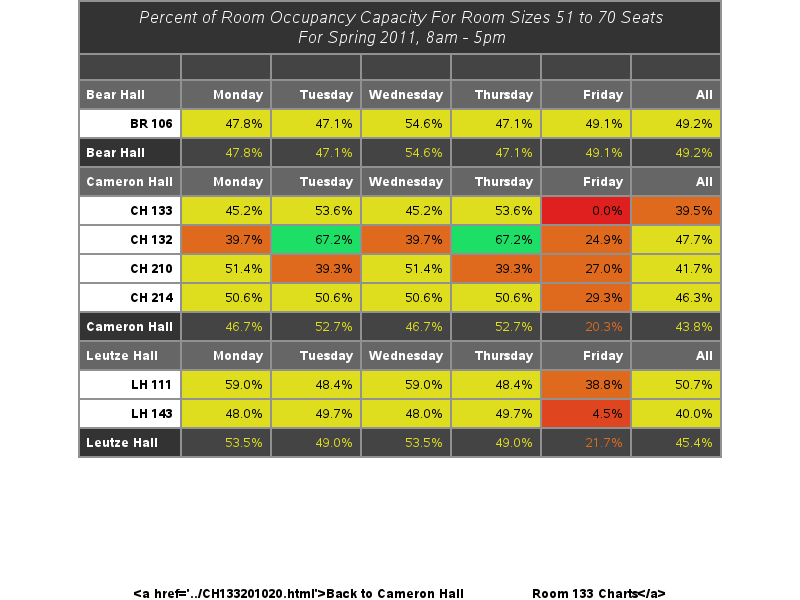 Percent of Room Occupancy Capacity For Room Sizes 51 to 70 Seats
For Spring 2011, 8am - 5pm
Bear Hall Monday Tuesday Wednesday Thursday Friday All
BR 106 47.8% 47.1% 54.6% 47.1% 49.1% 49.2%
Bear Hall 47.8% 47.1% 54.6% 47.1% 49.1% 49.2%
Cameron Hall Monday Tuesday Wednesday Thursday Friday All
CH 133 45.2% 53.6% 45.2% 53.6% 0.0% 39.5%
CH 132 39.7% 67.2% 39.7% 67.2% 24.9% 47.7%
CH 210 51.4% 39.3% 51.4% 39.3% 27.0% 41.7%
CH 214 50.6% 50.6% 50.6% 50.6% 29.3% 46.3%
Cameron Hall 46.7% 52.7% 46.7% 52.7% 20.3% 43.8%
Leutze Hall Monday Tuesday Wednesday Thursday Friday All
LH 111 59.0% 48.4% 59.0% 48.4% 38.8% 50.7%
LH 143 48.0% 49.7% 48.0% 49.7% 4.5% 40.0%
Leutze Hall 53.5% 49.0% 53.5% 49.0% 21.7% 45.4%
<a href='../CH133201020.html'>Back to Cameron Hall Room 133 Charts</a>